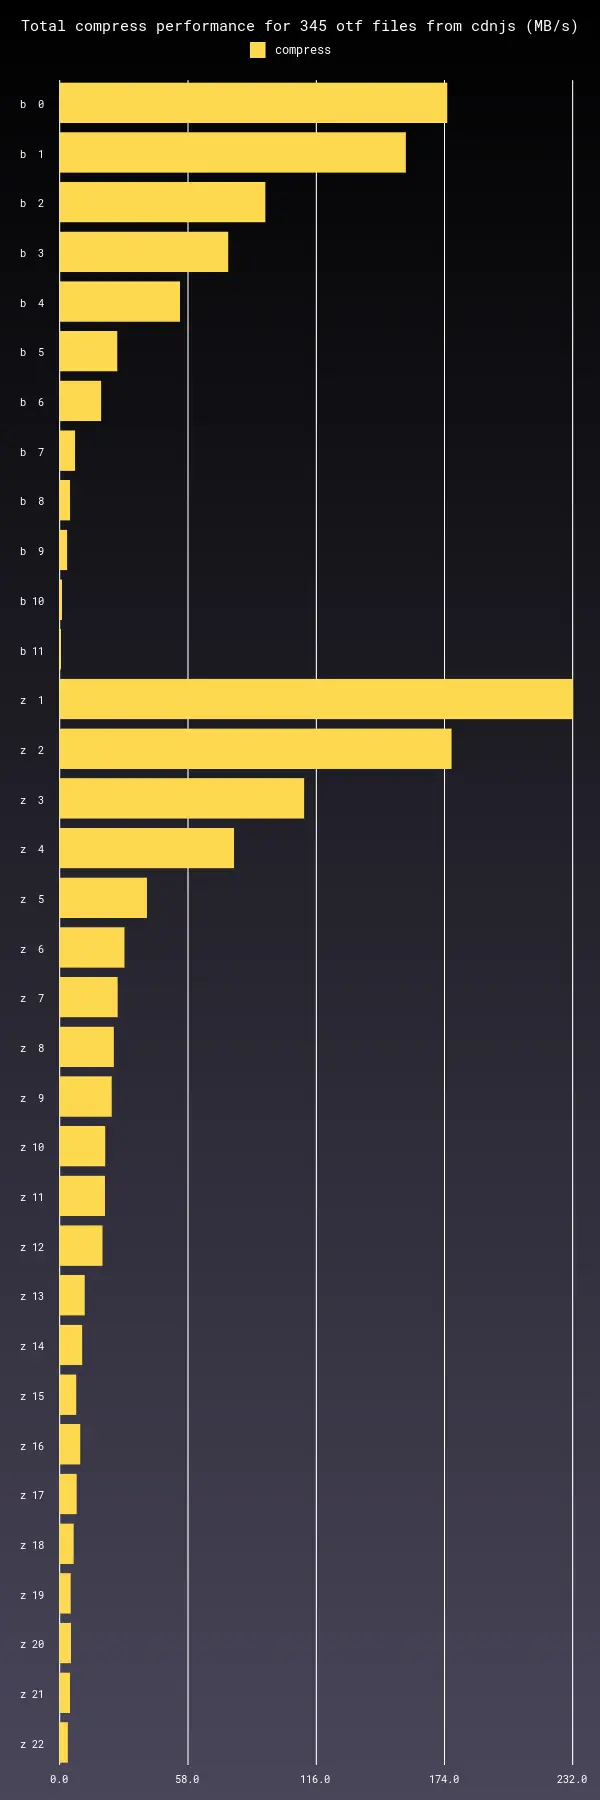 Total compress performance for 345 otf files from cdnjs (MB/s)
compress
b 0
b 1
b 2
b 3
b 4
b 5
b 6
b 7
b 8
b 9
b 10
b 11
z 1
z 2
z 3
z 4
z 5
z 6
z 7
z 8
z 9
z 10
z 11
z 12
z 13
z 14
z 15
z 16
z 17
z 18
z 19
z 20
z 21
z 22
0.0 58.0 116.0 174.0 232.0